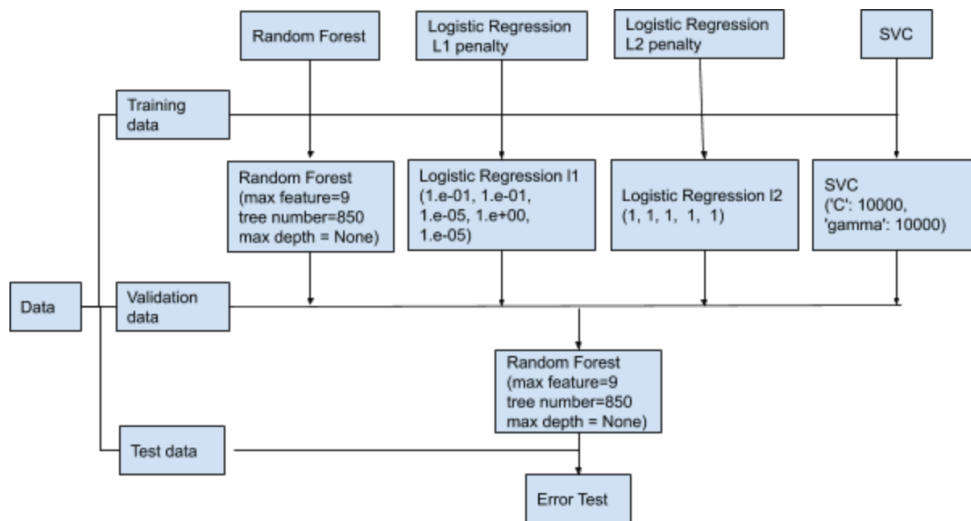 Random Forest
Logistic Regression
L1 penalty
Logistic Regression
L2 penalty
SVC
Training
data
Random Forest
(max feature=9
tree number=850
max depth = None)
Logistic Regression l1
(1.e-01, 1.e-01,
1.e-05, 1.e+00,
1.e-05)
Logistic Regression l2
(1, 1, 1, 1, 1)
SVC
('C': 10000,
'gamma': 10000)
Data
Validation
data
Random Forest
(max feature=9
tree number=850
max depth = None)
Test data
Error Test